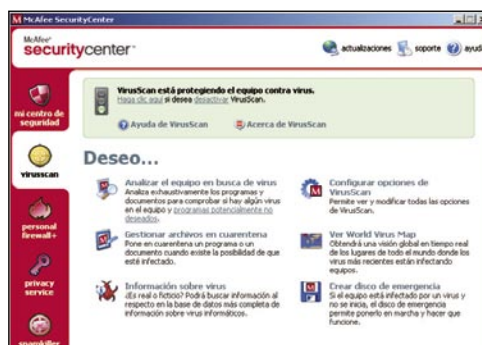 McAfee SecurityCenter
McAfee®
securitycenter™
actualizaciones
soporte
ayuda
mi centro de
seguridad
virusscan
personal
firewall+
privacy
service
spamkiller
VirusScan está protegiendo el equipo contra virus.
Haga clic aquí si desea desactivar VirusScan.
Ayuda de VirusScan
Acerca de VirusScan
Deseo...
Analizar el equipo en busca de virus
Analiza exhaustivamente los programas y
documentos para comprobar si hay algún virus
en el equipo y programas potencialmente no
deseados.
Gestionar archivos en cuarentena
Pone en cuarentena un programa o un
documento cuando existe la posibilidad de que
esté infectado.
Información sobre virus
¿Es real o ficticio? Podrá buscar información al
respecto en la base de datos más completa de
información sobre virus informáticos.
Configurar opciones de
VirusScan
Permite ver y modificar todas las opciones
de VirusScan.
Ver World Virus Map
Obtendrá una visión global en tiempo real
de los lugares de todo el mundo donde los
virus más recientes están infectando
equipos.
Crear disco de emergencia
Si el equipo está infectado por un virus y
no se inicia, el disco de emergencia
permite ponerlo en marcha y hacer que
funcione.